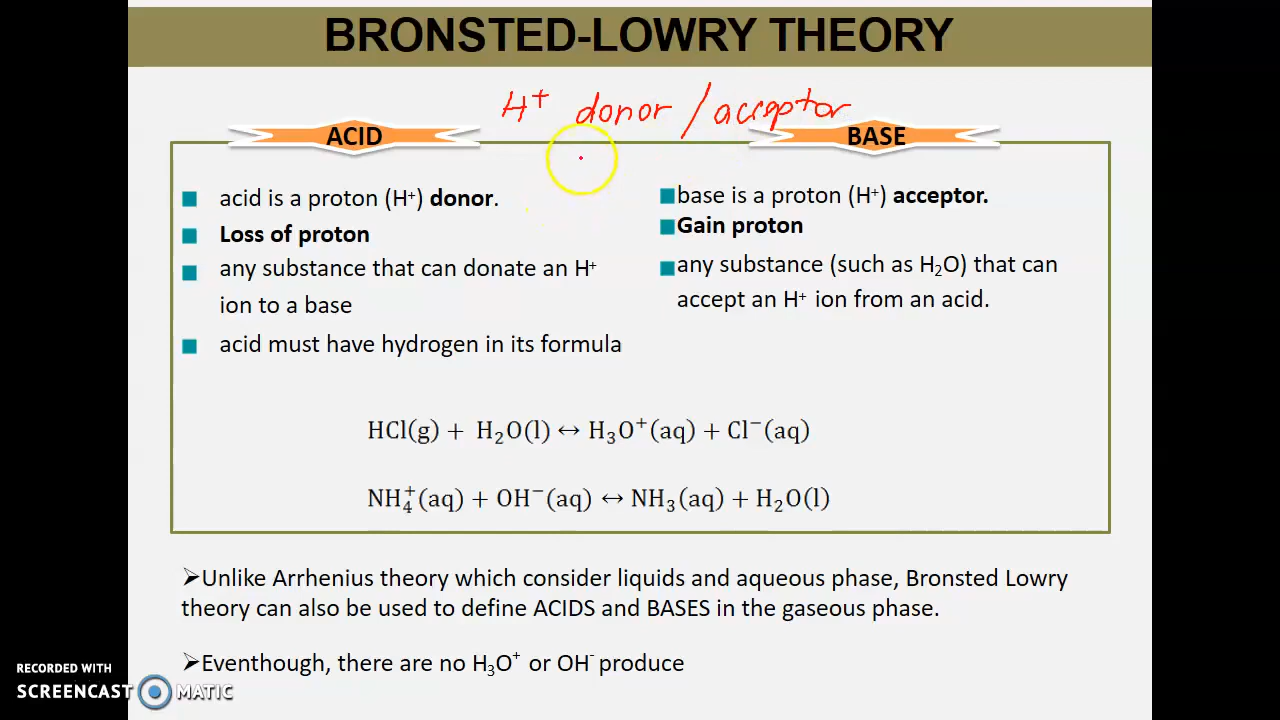 BRONSTED-LOWRY THEORY
H⁺ donor / acceptor
ACID
BASE
acid is a proton (H⁺) donor.
Loss of proton
any substance that can donate an H⁺
ion to a base
acid must have hydrogen in its formula
base is a proton (H⁺) acceptor.
Gain proton
any substance (such as H₂O) that can
accept an H⁺ ion from an acid.
HCl(g) + H₂O(l) ↔ H₃O⁺(aq) + Cl⁻(aq)
NH₄⁺(aq) + OH⁻(aq) ↔ NH₃(aq) + H₂O(l)
➢Unlike Arrhenius theory which consider liquids and aqueous phase, Bronsted Lowry
theory can also be used to define ACIDS and BASES in the gaseous phase.
➢Eventhough, there are no H₃O⁺ or OH⁻ produce
RECORDED WITH
SCREENCAST MATIC